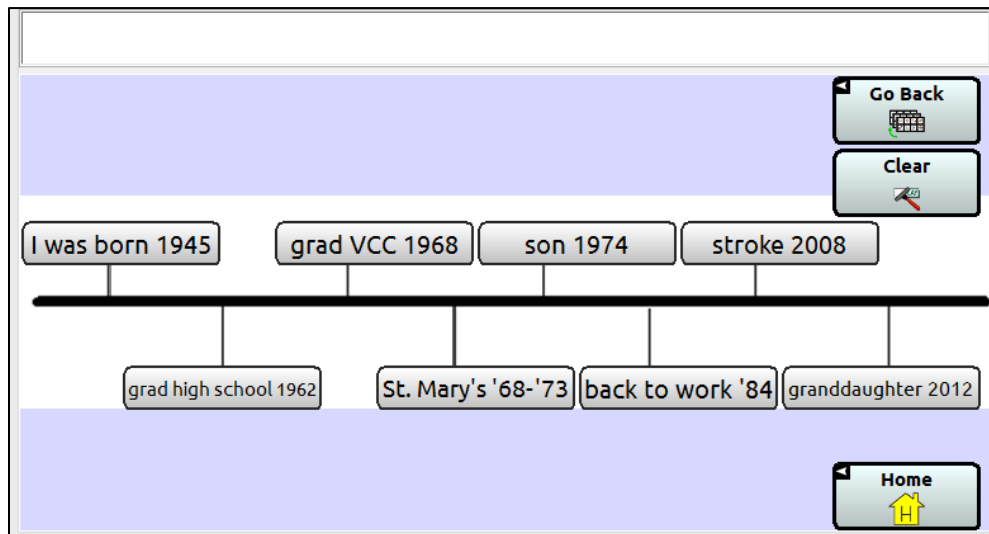 Go Back
Clear
I was born 1945
grad VCC 1968
son 1974
stroke 2008
grad high school 1962
St. Mary's '68-'73
back to work '84
granddaughter 2012
Home
H